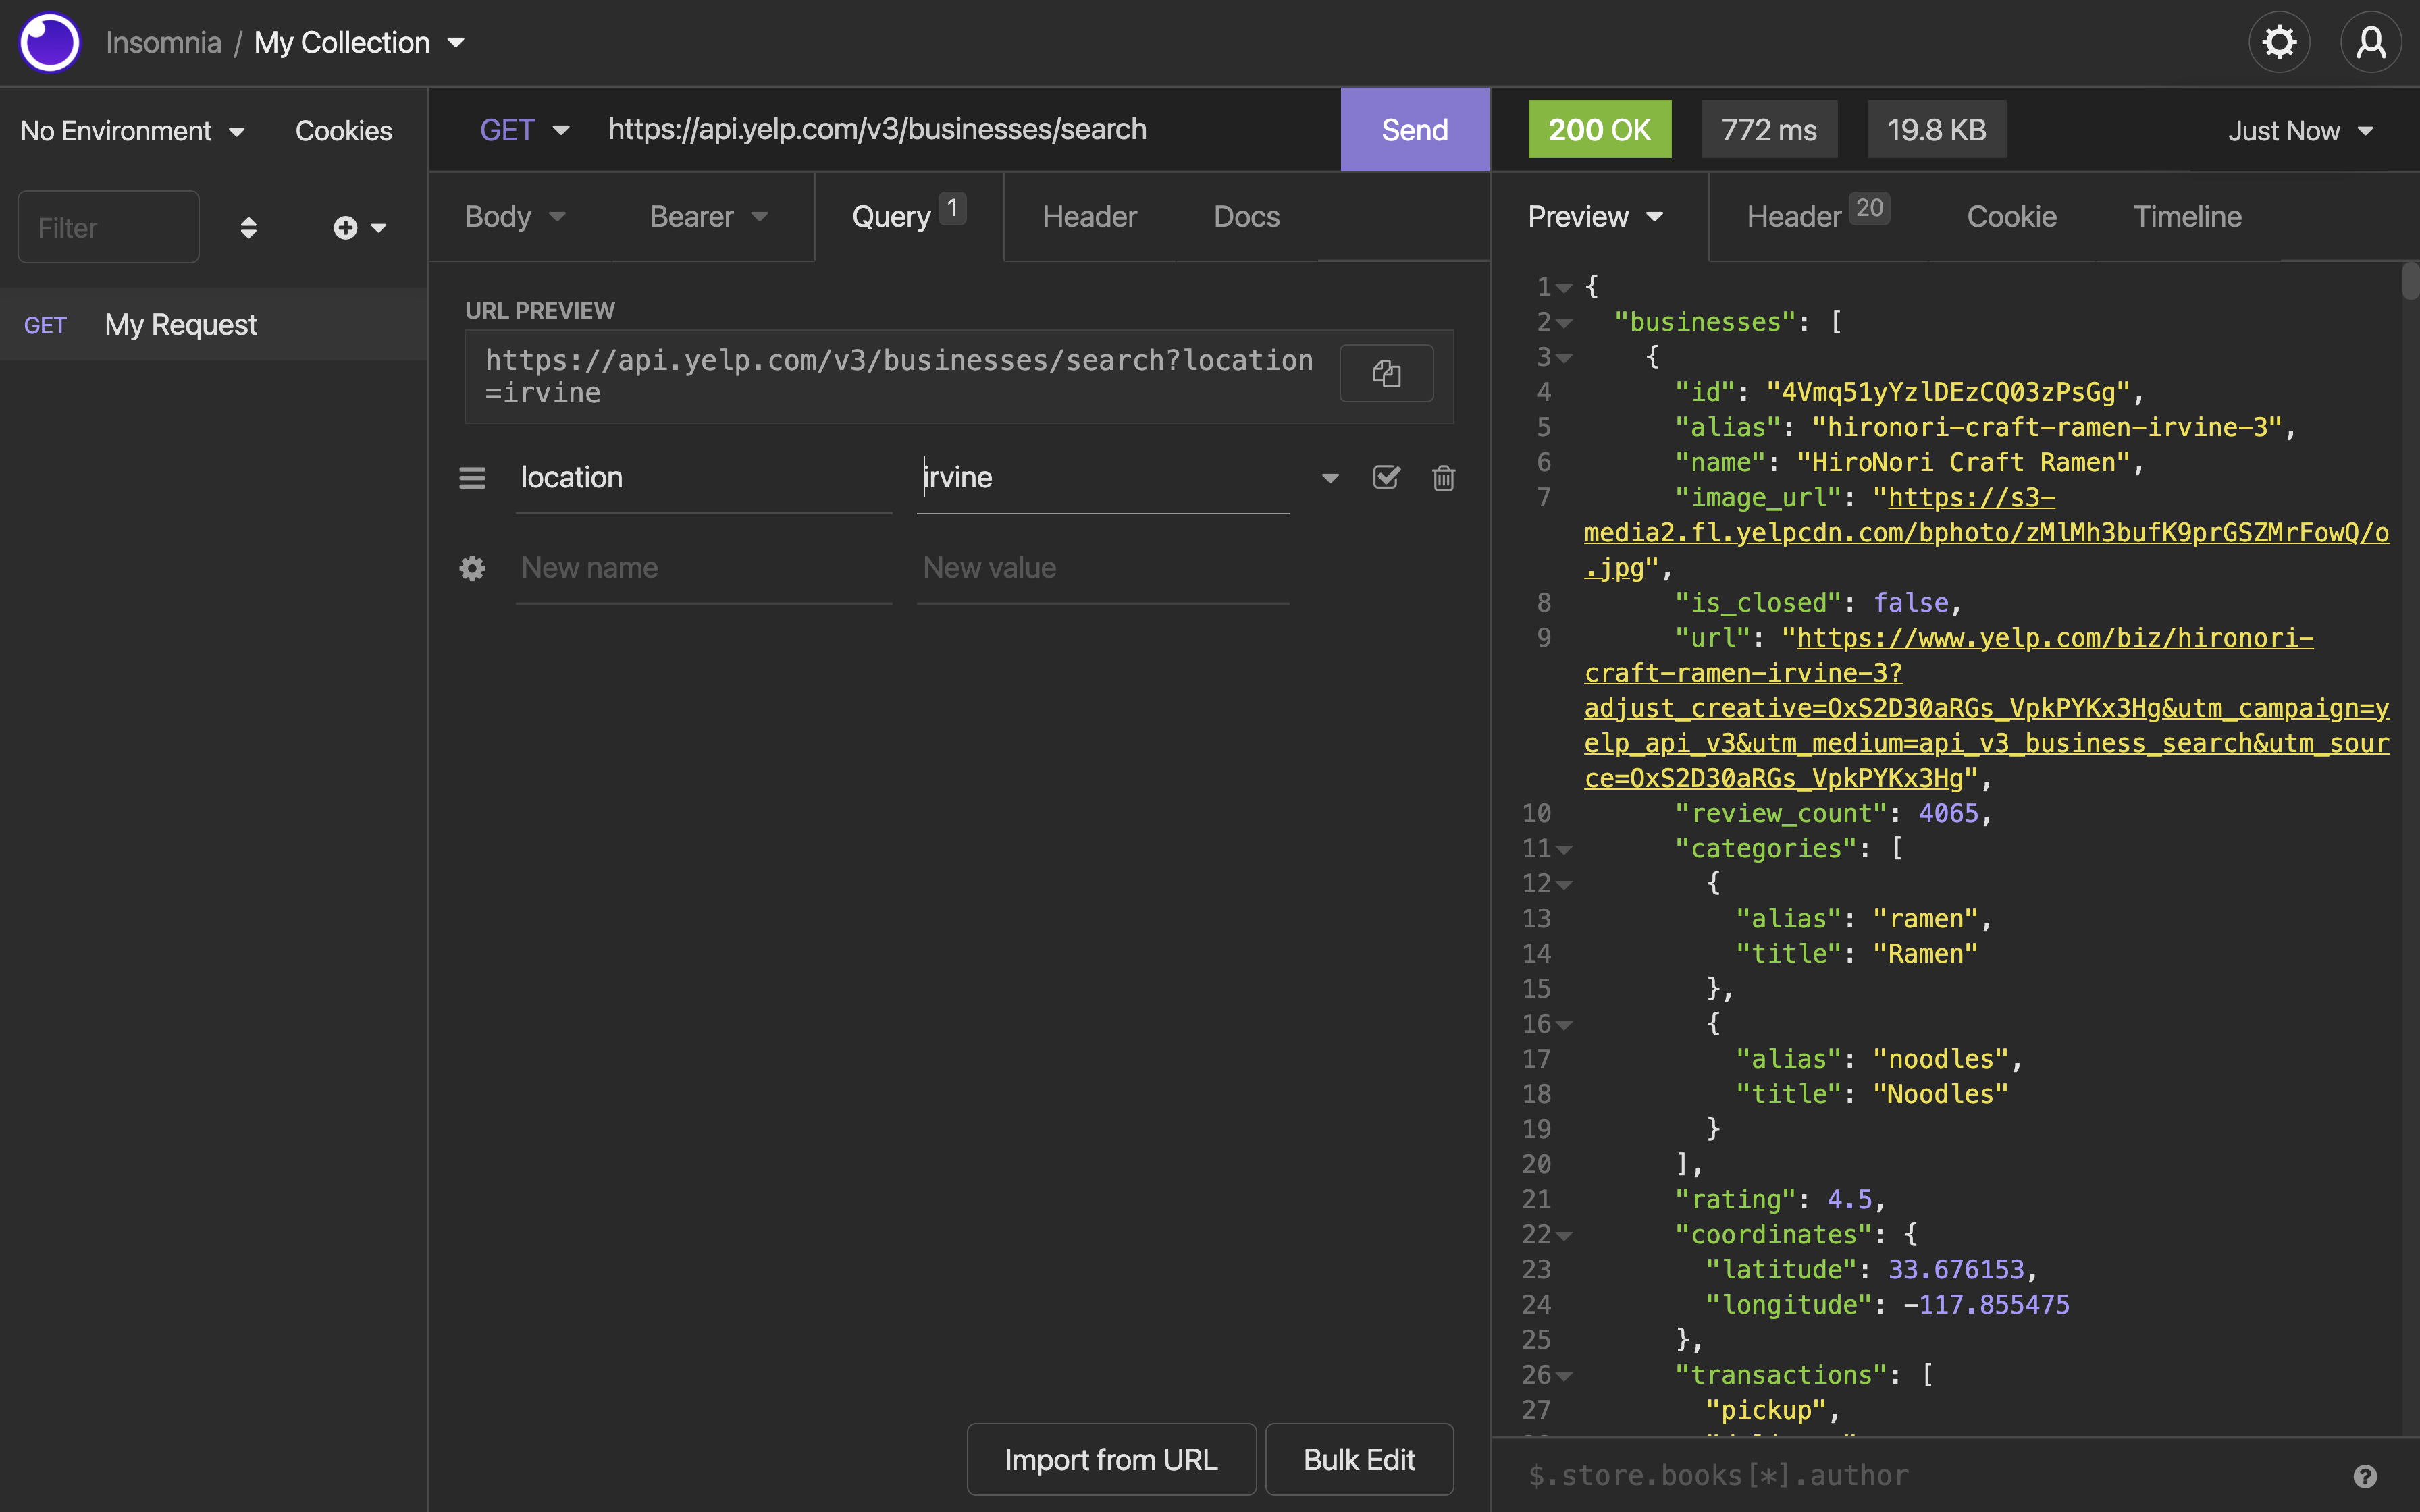 Insomnia / My Collection
No Environment
Cookies
GET
https://api.yelp.com/v3/businesses/search
Send
200 OK
772 ms
19.8 KB
Just Now
Filter
Body
Bearer
Query 1
Header
Docs
Preview
Header 20
Cookie
Timeline
GET My Request
URL PREVIEW
https://api.yelp.com/v3/businesses/search?location
=irvine
location
irvine
New name
New value
Import from URL
Bulk Edit
1 {
2 "businesses": [
3 {
4 "id": "4Vmq51yYzlDEzCQ03zPsGg",
5 "alias": "hironori-craft-ramen-irvine-3",
6 "name": "HiroNori Craft Ramen",
7 "image_url": "https://s3-
media2.fl.yelpcdn.com/bphoto/zMlMh3bufK9prGSZMrFowQ/o
.jpg",
8 "is_closed": false,
9 "url": "https://www.yelp.com/biz/hironori-
craft-ramen-irvine-3?
adjust_creative=OxS2D30aRGs_VpkPYKx3Hg&utm_campaign=y
elp_api_v3&utm_medium=api_v3_business_search&utm_sour
ce=OxS2D30aRGs_VpkPYKx3Hg",
10 "review_count": 4065,
11 "categories": [
12 {
13 "alias": "ramen",
14 "title": "Ramen"
15 },
16 {
17 "alias": "noodles",
18 "title": "Noodles"
19 }
20 ],
21 "rating": 4.5,
22 "coordinates": {
23 "latitude": 33.676153,
24 "longitude": -117.855475
25 },
26 "transactions": [
27 "pickup",
$.store.books[*].author